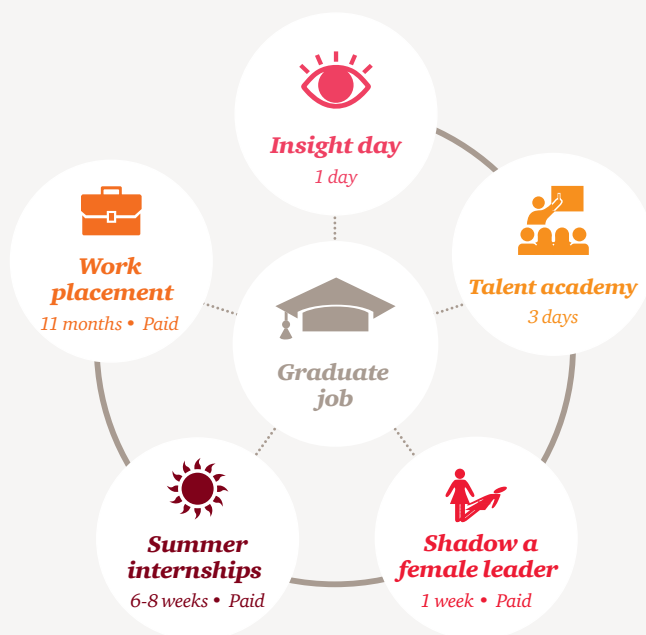 Insight day
1 day
Talent academy
3 days
Work
placement
11 months • Paid
Graduate
job
Summer
internships
6-8 weeks • Paid
Shadow a
female leader
1 week • Paid